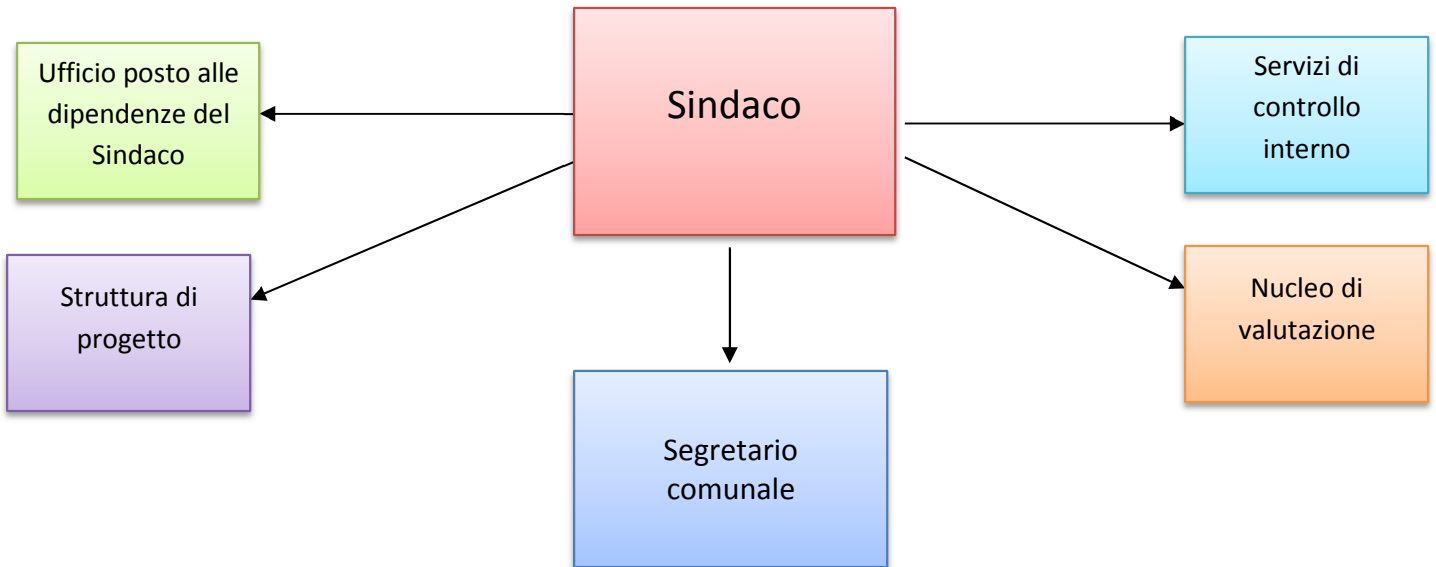 Sindaco
Ufficio posto alle
dipendenze del
Sindaco
Servizi di
controllo
interno
Struttura di
progetto
Nucleo di
valutazione
Segretario
comunale